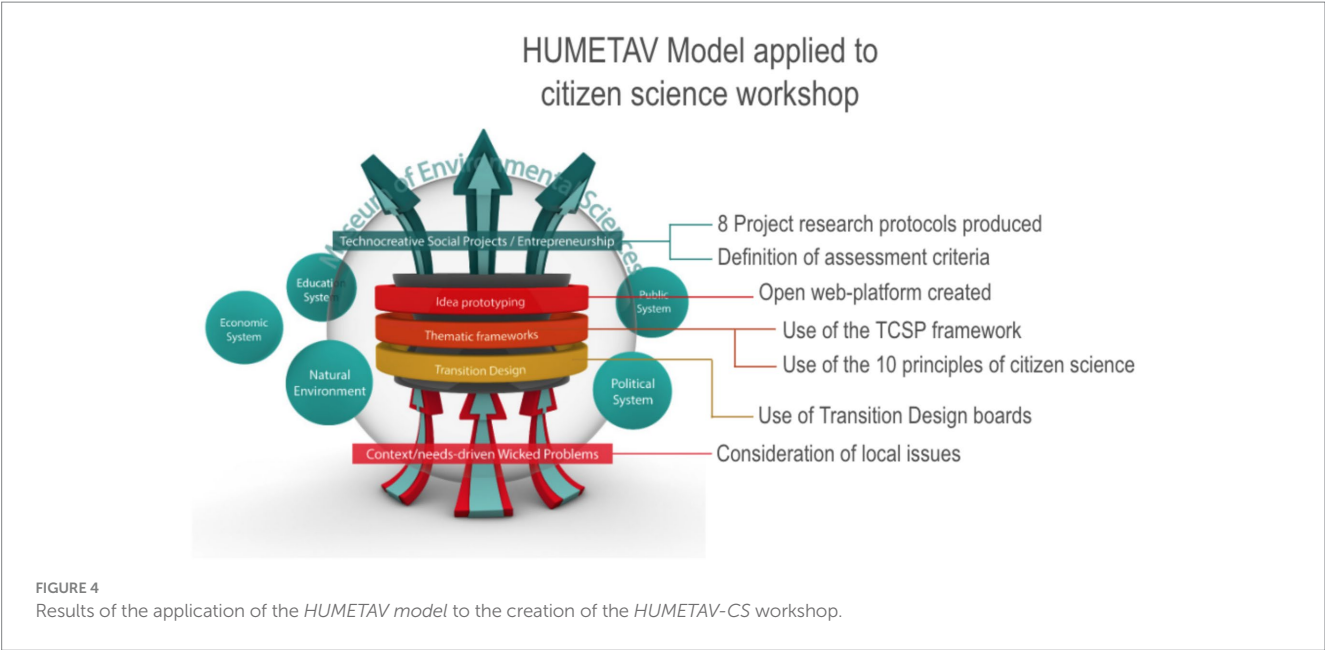 HUMETAV Model applied to
citizen science workshop
Museum of Environmental Sciences
Technocreative Social Projects / Entrepreneurship
8 Project research protocols produced
Definition of assessment criteria
Education
System
Public
System
Idea prototyping
Open web-platform created
Economic
System
Thematic frameworks
Use of the TCSP framework
Use of the 10 principles of citizen science
Transition Design
Natural
Environment
Political
System
Use of Transition Design boards
Context/needs-driven Wicked Problems
Consideration of local issues
FIGURE 4
Results of the application of the HUMETAV model to the creation of the HUMETAV-CS workshop.